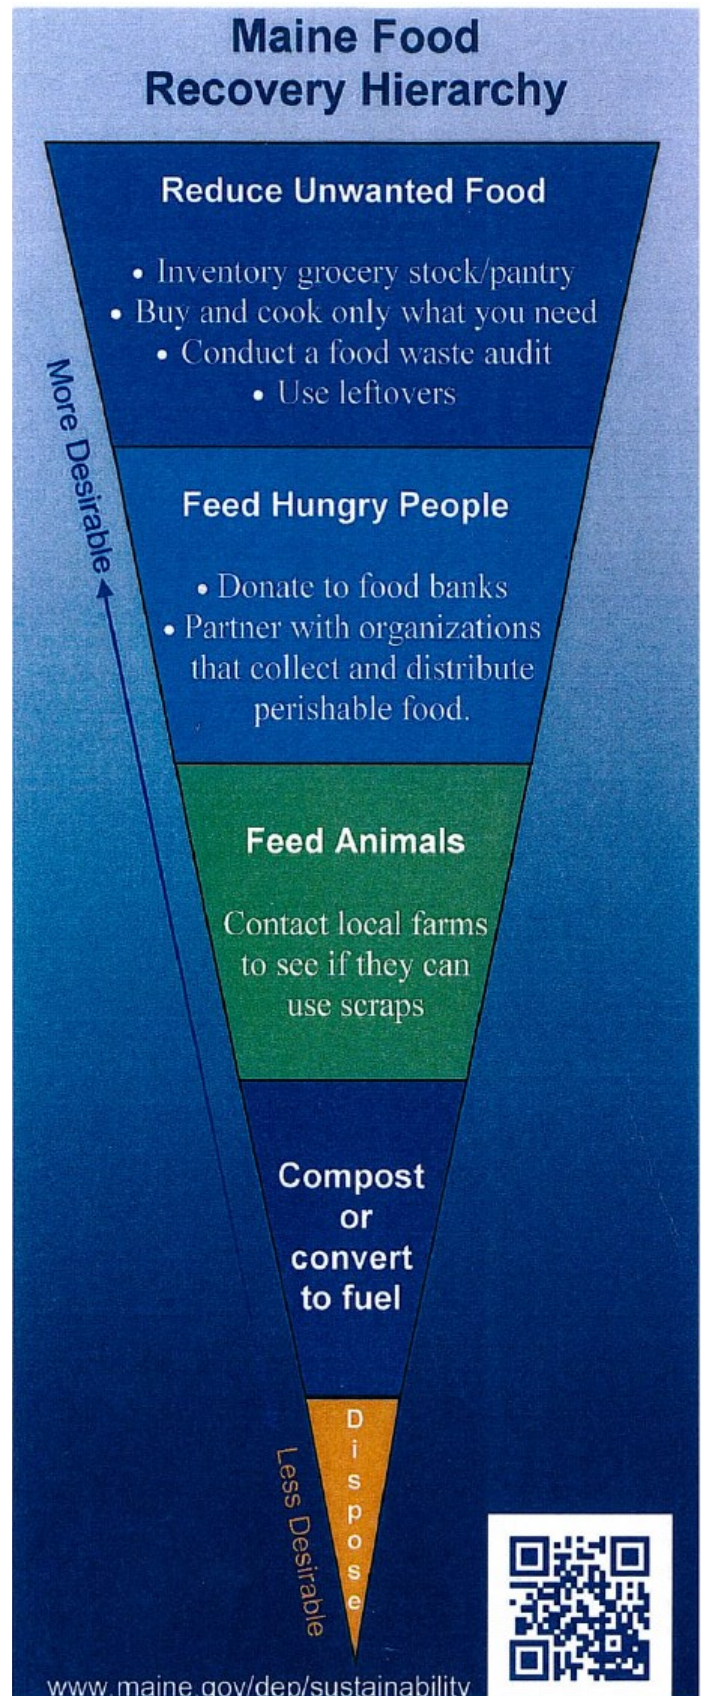 Maine Food
Recovery Hierarchy
Reduce Unwanted Food
• Inventory grocery stock/pantry
• Buy and cook only what you need
• Conduct a food waste audit
• Use leftovers
More Desirable
Feed Hungry People
• Donate to food banks
• Partner with organizations
that collect and distribute
perishable food.
Feed Animals
Contact local farms
to see if they can
use scraps
Compost
or
convert
to fuel
Dispose
Less Desirable
www.maine.gov/dep/sustainability